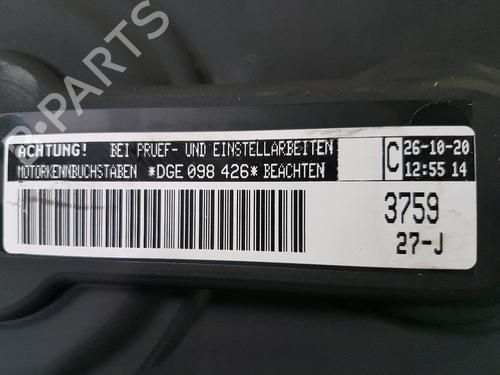 B-PARTS
ACHTUNG! BEI PRUEF- UND EINSTELLARBEITEN
MOTORKENNBUCHSTABEN *DGE 098 426* BEACHTEN
C
26-10-20
12:55 14
3759
27-J